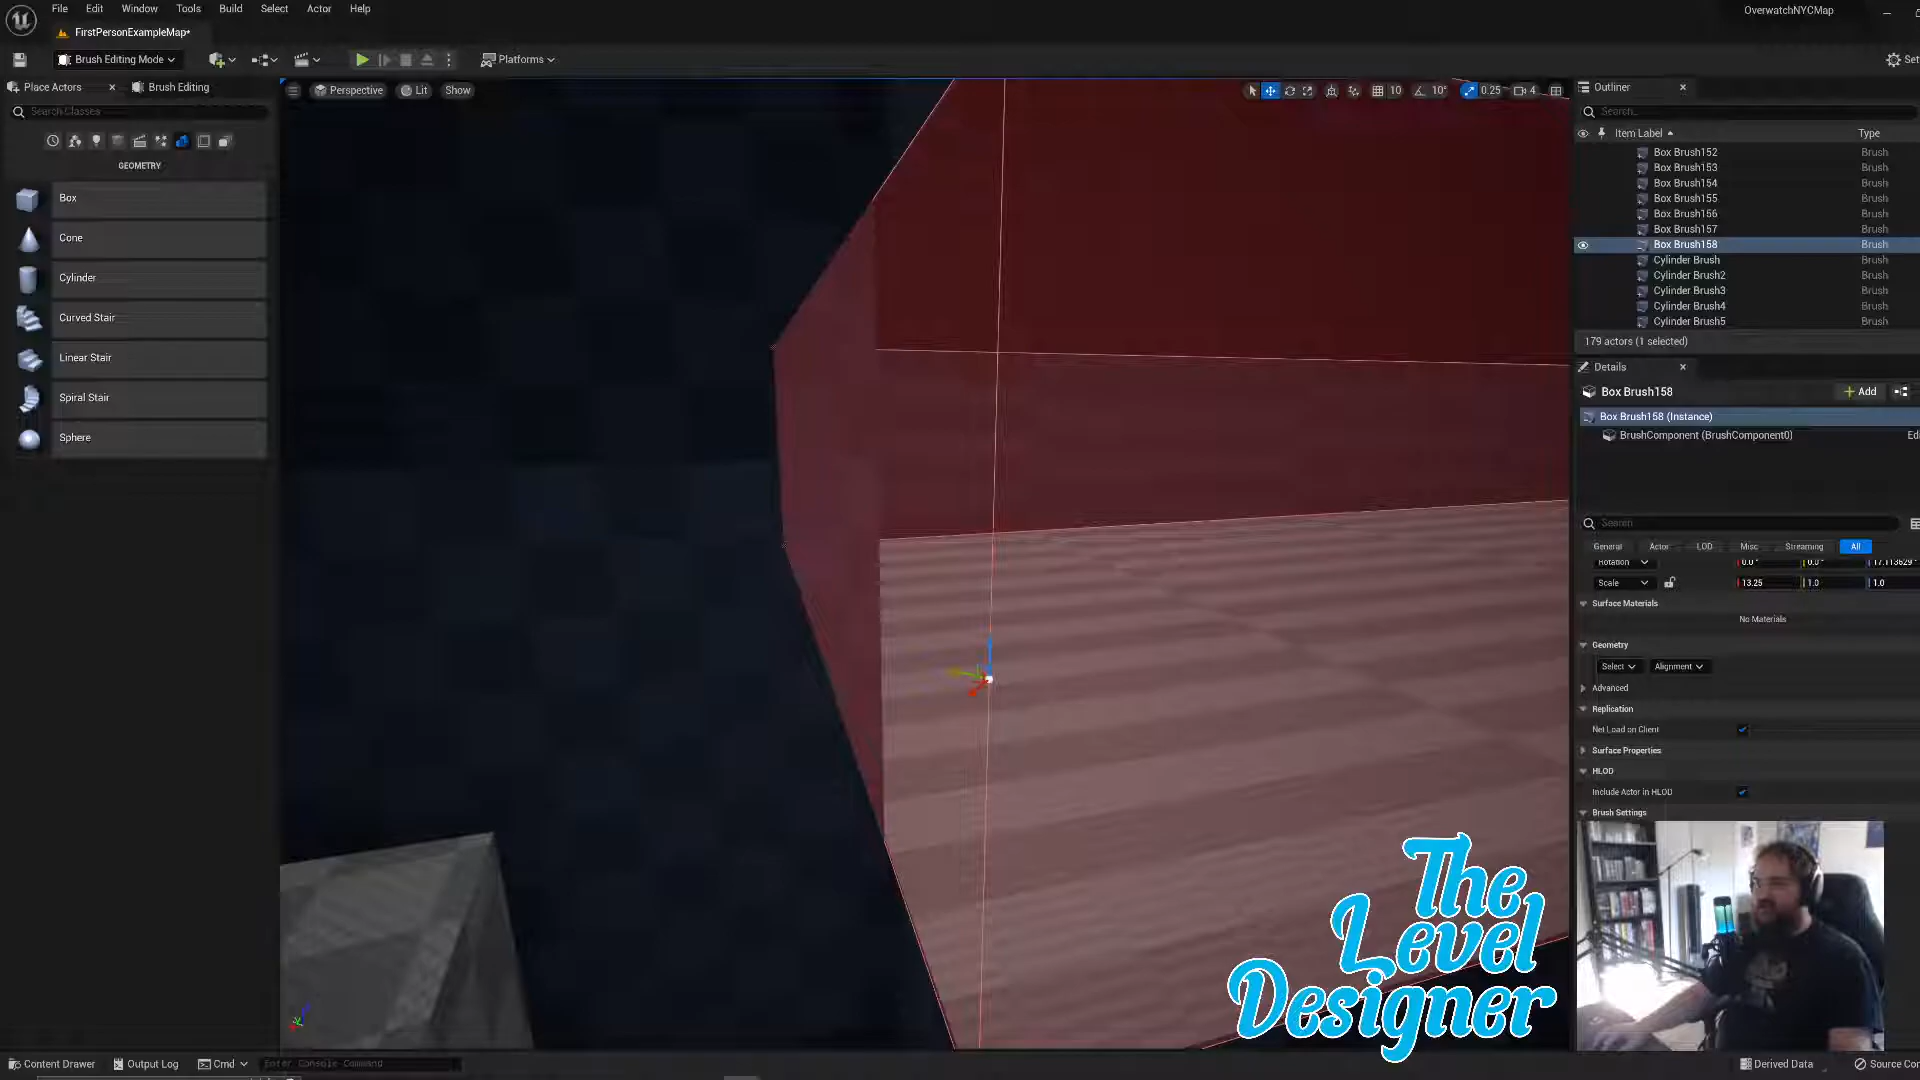 File Edit Window Tools Build Select Actor Help
OverwatchNYCMap
FirstPersonExampleMap*
Brush Editing Mode
Platforms
Place Actors
Brush Editing
Search Classes
GEOMETRY
Box
Cone
Cylinder
Curved Stair
Linear Stair
Spiral Stair
Sphere
Perspective Lit Show
10 10° 0.25 4
Outliner
Search...
Item Label Type
Box Brush152 Brush
Box Brush153 Brush
Box Brush154 Brush
Box Brush155 Brush
Box Brush156 Brush
Box Brush157 Brush
Box Brush158 Brush
Cylinder Brush Brush
Cylinder Brush2 Brush
Cylinder Brush3 Brush
Cylinder Brush4 Brush
Cylinder Brush5 Brush
179 actors (1 selected)
Details
Box Brush158
+ Add
Box Brush158 (Instance)
BrushComponent (BrushComponent0)
Search
General Actor LOD Misc Streaming All
Rotation 0.0° 0.0°
Scale 13.25 1.0 1.0
Surface Materials
No Materials
Geometry
Select Alignment
Advanced
Replication
Net Load on Client
Surface Properties
HLOD
Include Actor in HLOD
Brush Settings
The
Level
Designer
Content Drawer Output Log Cmd Enter Console Command
Derived Data